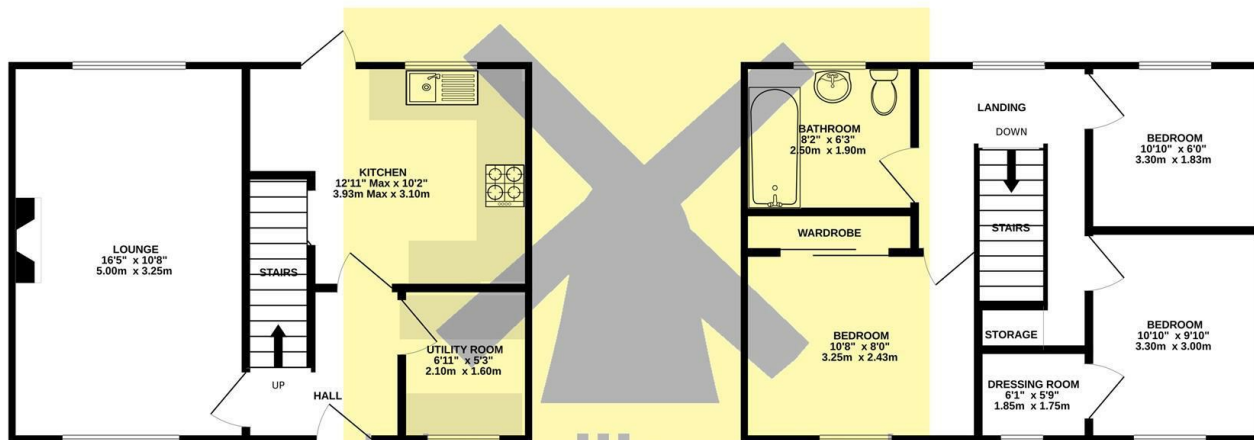 LOUNGE
16'5" x 10'8"
5.00m x 3.25m
STAIRS
UP
HALL
KITCHEN
12'11" Max x 10'2"
3.93m Max x 3.10m
UTILITY ROOM
6'11" x 5'3"
2.10m x 1.60m
BATHROOM
8'2" x 6'3"
2.50m x 1.90m
WARDROBE
BEDROOM
10'8" x 8'0"
3.25m x 2.43m
LANDING
DOWN
STAIRS
STORAGE
DRESSING ROOM
6'1" x 5'9"
1.85m x 1.75m
BEDROOM
10'10" x 6'0"
3.30m x 1.83m
BEDROOM
10'10" x 9'10"
3.30m x 3.00m